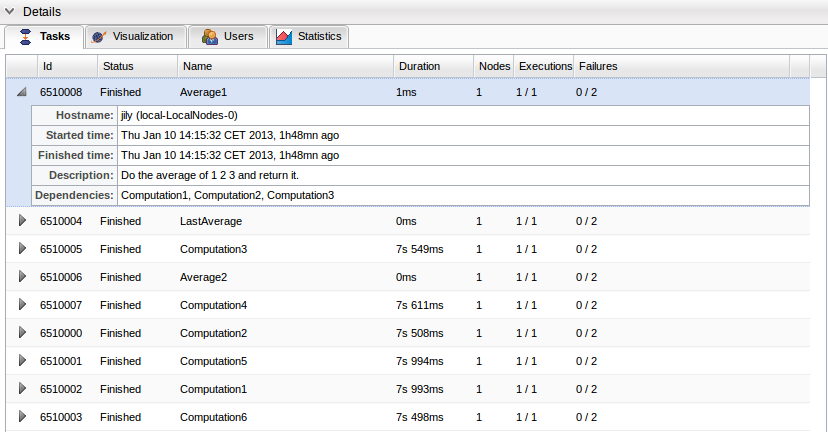 Details
Tasks Visualization Users Statistics
Id Status Name Duration Nodes Executions Failures
6510008 Finished Average1 1ms 1 1 / 1 0 / 2
Hostname: jily (local-LocalNodes-0)
Started time: Thu Jan 10 14:15:32 CET 2013, 1h48mn ago
Finished time: Thu Jan 10 14:15:32 CET 2013, 1h48mn ago
Description: Do the average of 1 2 3 and return it.
Dependencies: Computation1, Computation2, Computation3
6510004 Finished LastAverage 0ms 1 1 / 1 0 / 2
6510005 Finished Computation3 7s 549ms 1 1 / 1 0 / 2
6510006 Finished Average2 0ms 1 1 / 1 0 / 2
6510007 Finished Computation4 7s 611ms 1 1 / 1 0 / 2
6510000 Finished Computation2 7s 508ms 1 1 / 1 0 / 2
6510001 Finished Computation5 7s 994ms 1 1 / 1 0 / 2
6510002 Finished Computation1 7s 993ms 1 1 / 1 0 / 2
6510003 Finished Computation6 7s 498ms 1 1 / 1 0 / 2